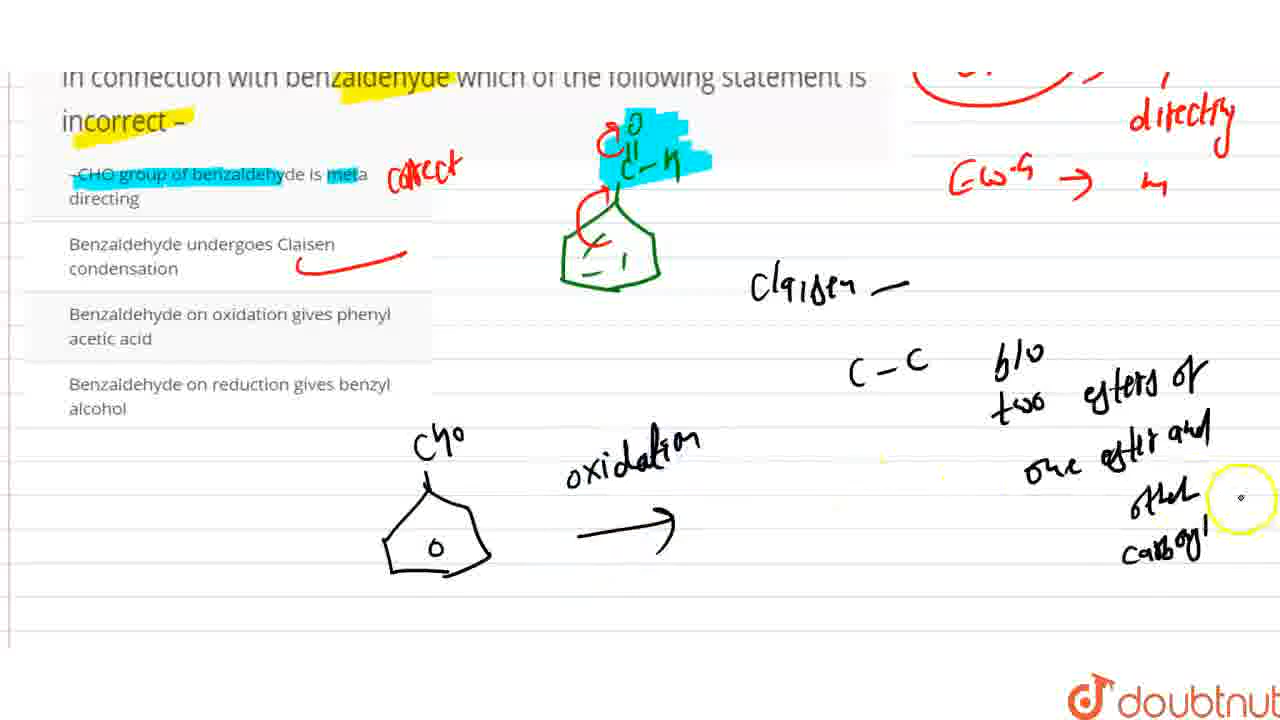 In connection with benzaldehyde which of the following statement is
incorrect –
–CHO group of benzaldehyde is meta
directing
correct
Benzaldehyde undergoes Claisen
condensation
Benzaldehyde on oxidation gives phenyl
acetic acid
Benzaldehyde on reduction gives benzyl
alcohol
O
C–H
directing
EWG → m
Claisen –
C–C b/w
two esters or
one ester and
other
carbonyl
CHO
oxidation
doubtnut